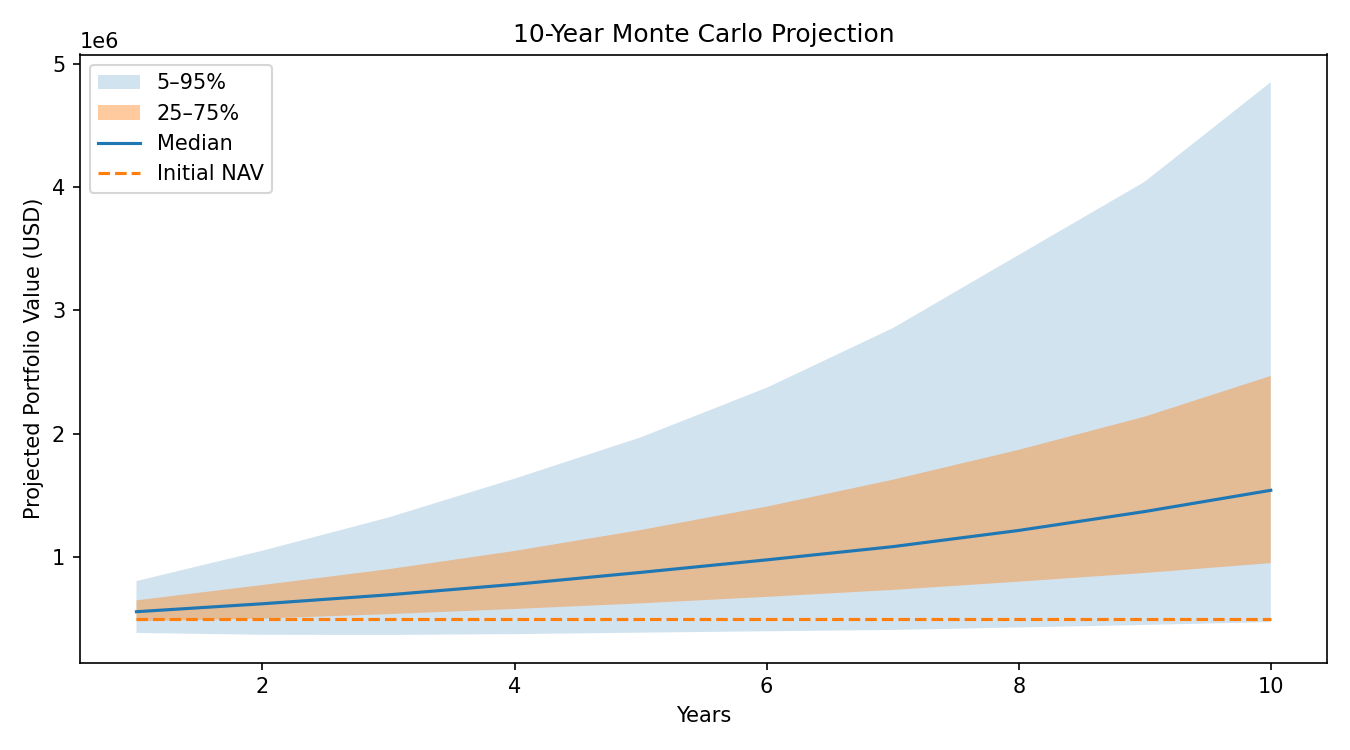 10-Year Monte Carlo Projection
1e6
5–95%
25–75%
Median
Initial NAV
Projected Portfolio Value (USD)
5
4
3
2
1
2
4
6
8
10
Years